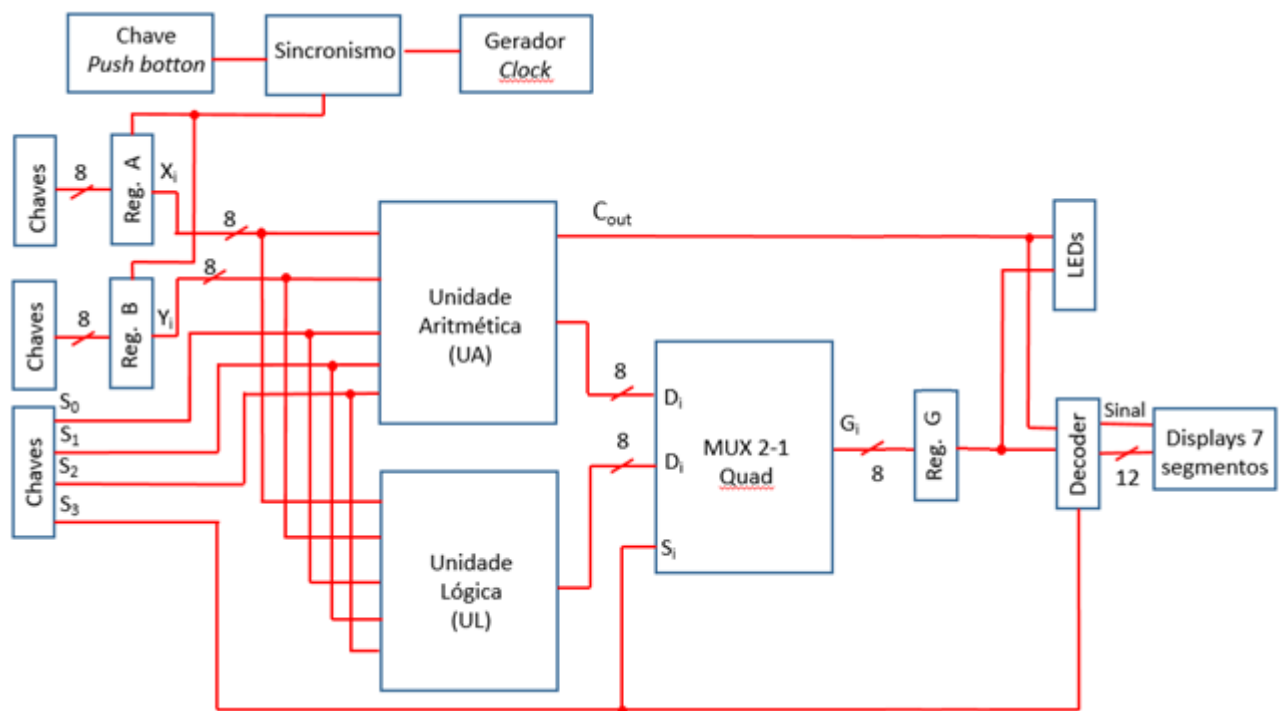 Chave
Push botton
Sincronismo
Gerador
Clock
Chaves
8
Reg. A
Xi
8
Chaves
8
Reg. B
Yi
8
Chaves
S0
S1
S2
S3
Unidade
Aritmética
(UA)
Cout
LEDs
8
Di
Unidade
Lógica
(UL)
8
Di
Si
MUX 2-1
Quad
Gi
8
Reg. G
Decoder
Sinal
12
Displays 7
segmentos